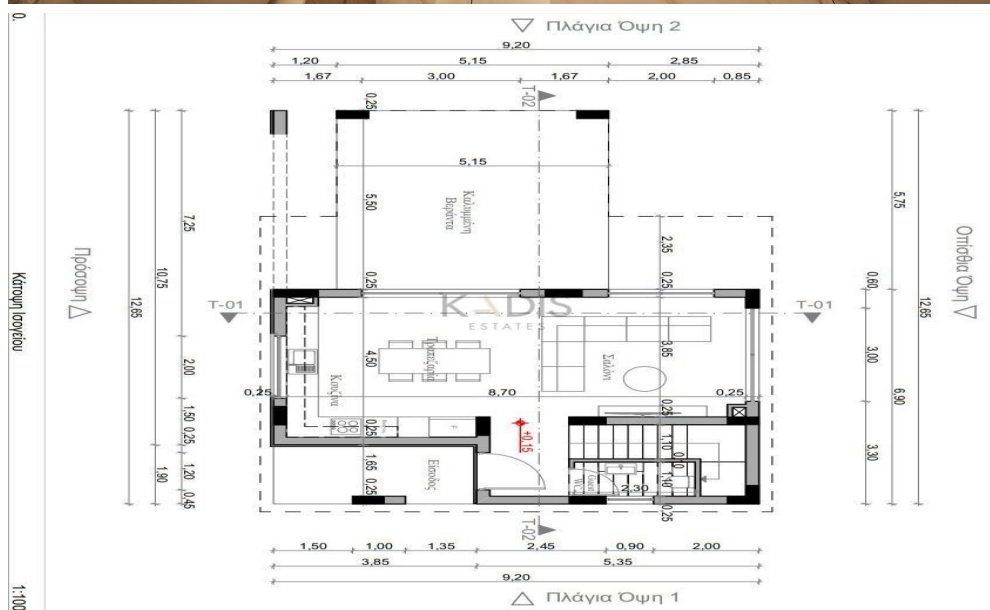 Πλάγια Όψη 2
9,20
1,20 5,15 2,85
1,67 3,00 1,67 2,00 0,85
T-02
0,25
5,15
5,50
Καλυμμένη
Βεράντα
2,35
0,25
0,25
T-01
T-01
KADIS
ESTATES
4,50
Τραπεζαρία
Κουζίνα
3,85
Σαλόνι
0,25
8,70
0,25
0,25
+0,15
0,25
1,10
0,10
1,10
0,25
1,65
0,25
Είσοδος
F
Guest
WC
2,30
T-02
1,50 1,00 1,35 2,45 0,90 2,00
3,85 5,35
9,20
Πλάγια Όψη 1
0.
Κάτοψη Ισογείου
1:100
Πρόσοψη
12,65
10,75
1,90
7,25
2,00
1,50
0,25
1,20
0,45
5,75
0,60
3,00
6,90
3,30
12,65
Οπίσθια Όψη